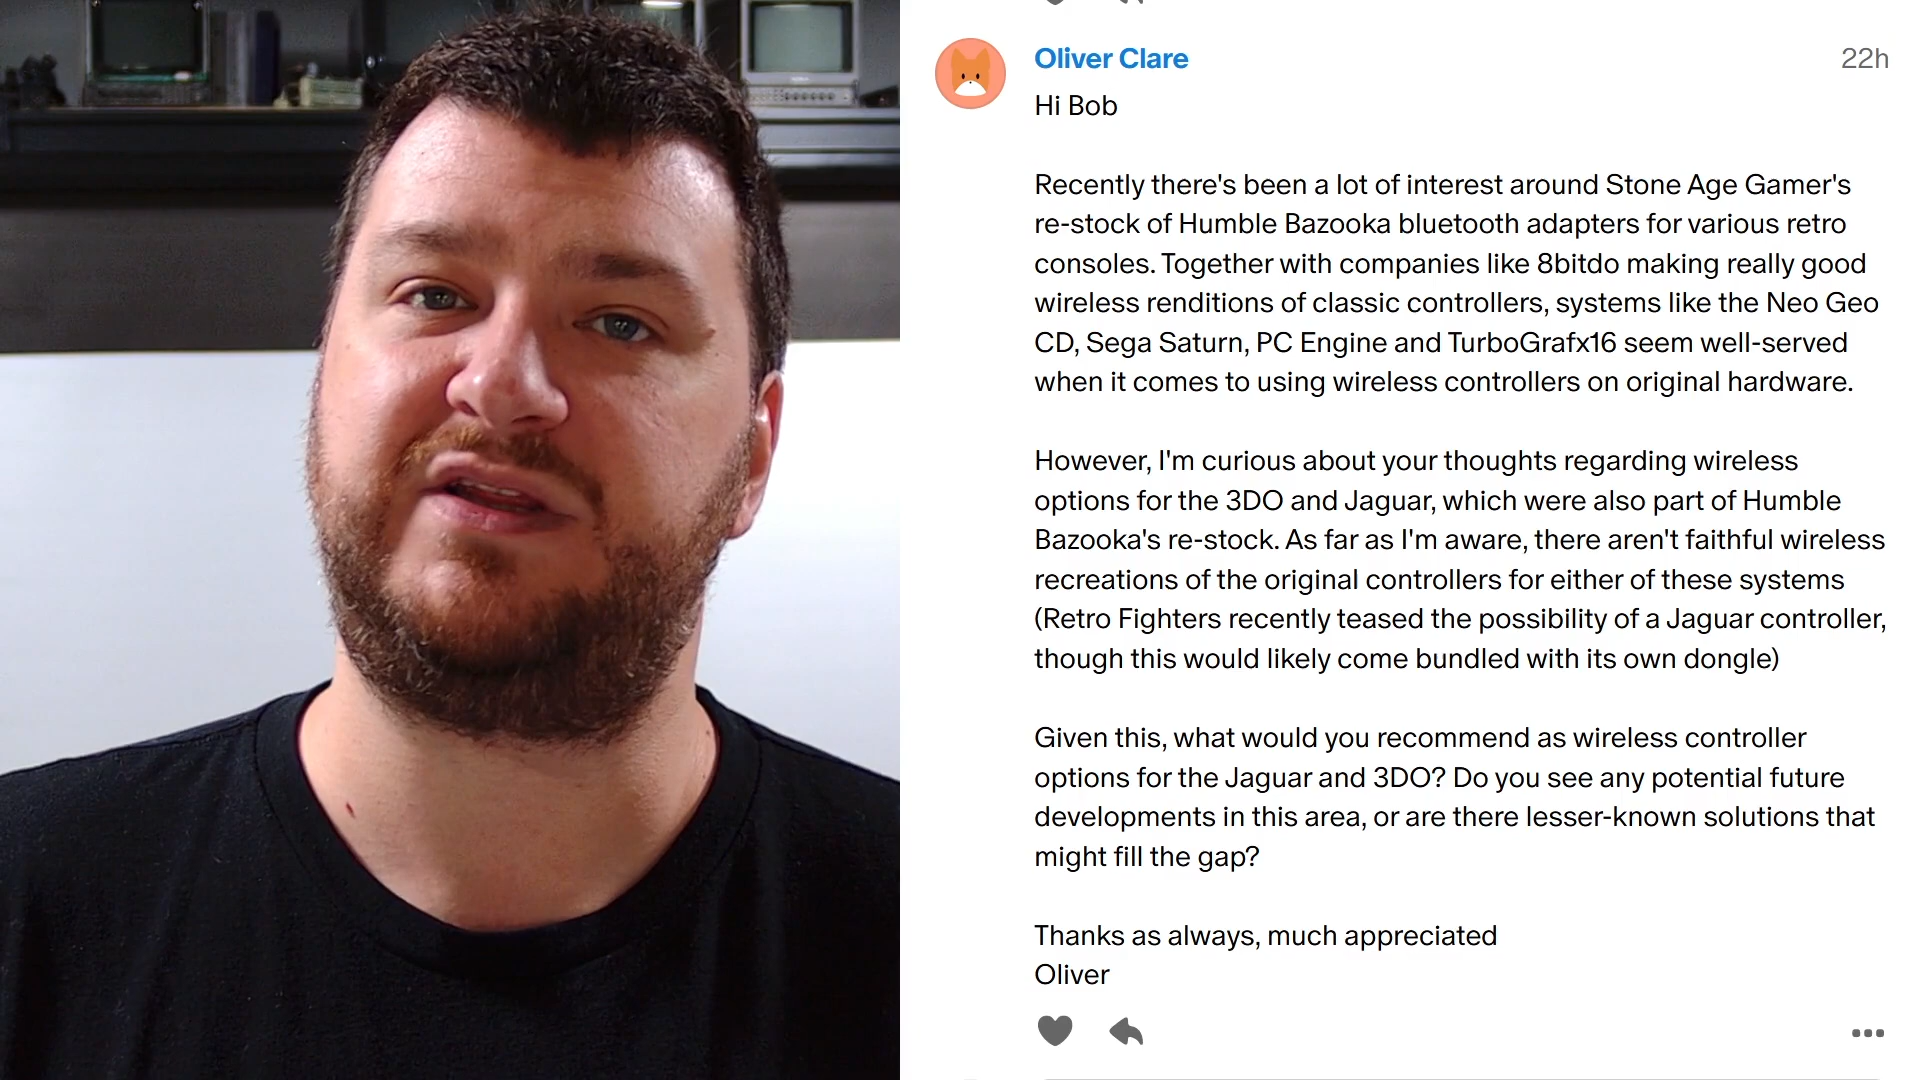 Oliver Clare
22h
Hi Bob
Recently there's been a lot of interest around Stone Age Gamer's
re-stock of Humble Bazooka bluetooth adapters for various retro
consoles. Together with companies like 8bitdo making really good
wireless renditions of classic controllers, systems like the Neo Geo
CD, Sega Saturn, PC Engine and TurboGrafx16 seem well-served
when it comes to using wireless controllers on original hardware.
However, I'm curious about your thoughts regarding wireless
options for the 3DO and Jaguar, which were also part of Humble
Bazooka's re-stock. As far as I'm aware, there aren't faithful wireless
recreations of the original controllers for either of these systems
(Retro Fighters recently teased the possibility of a Jaguar controller,
though this would likely come bundled with its own dongle)
Given this, what would you recommend as wireless controller
options for the Jaguar and 3DO? Do you see any potential future
developments in this area, or are there lesser-known solutions that
might fill the gap?
Thanks as always, much appreciated
Oliver